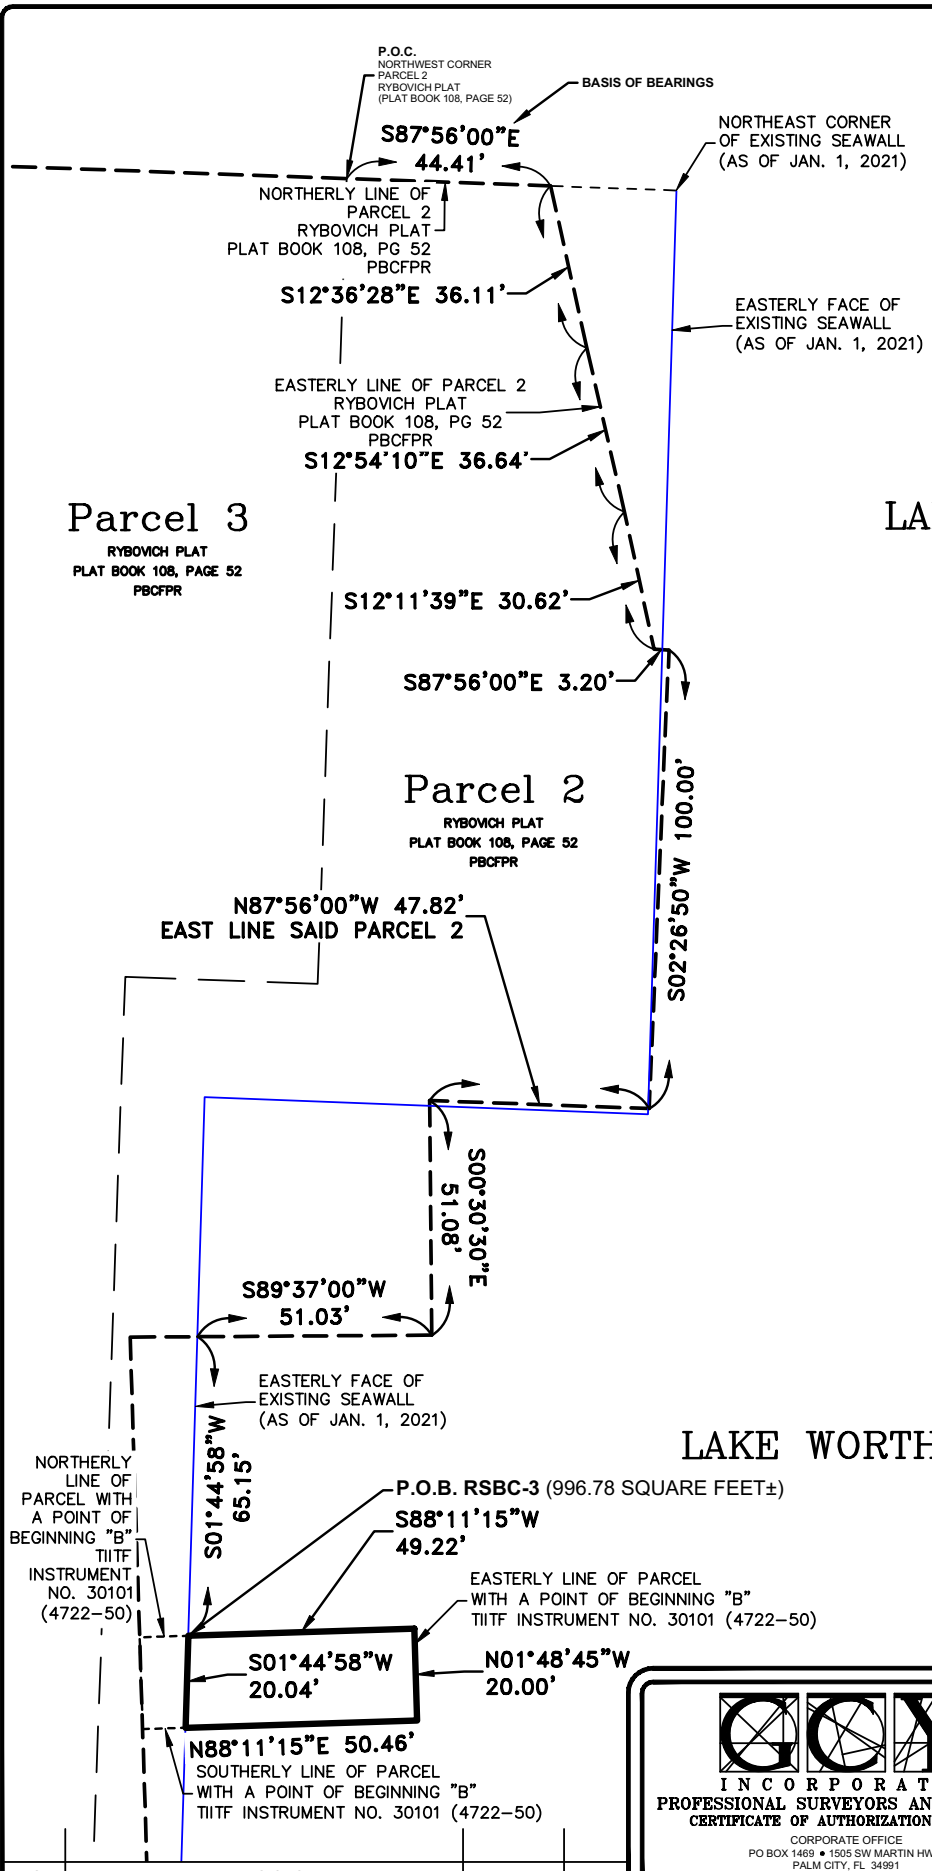 P.O.C.
NORTHWEST CORNER
PARCEL 2
RYBOVICH PLAT
(PLAT BOOK 108, PAGE 52)
BASIS OF BEARINGS
S87°56'00"E
44.41'
NORTHEAST CORNER
OF EXISTING SEAWALL
(AS OF JAN. 1, 2021)
NORTHERLY LINE OF
PARCEL 2
RYBOVICH PLAT
PLAT BOOK 108, PG 52
PBCFPR
S12°36'28"E 36.11'
EASTERLY FACE OF
EXISTING SEAWALL
(AS OF JAN. 1, 2021)
EASTERLY LINE OF PARCEL 2
RYBOVICH PLAT
PLAT BOOK 108, PG 52
PBCFPR
S12°54'10"E 36.64'
Parcel 3
RYBOVICH PLAT
PLAT BOOK 108, PAGE 52
PBCFPR
LA
S12°11'39"E 30.62'
S87°56'00"E 3.20'
Parcel 2
RYBOVICH PLAT
PLAT BOOK 108, PAGE 52
PBCFPR
S02°26'50"W 100.00'
N87°56'00"W 47.82'
EAST LINE SAID PARCEL 2
S00°30'30"E
51.08'
S89°37'00"W
51.03'
EASTERLY FACE OF
EXISTING SEAWALL
(AS OF JAN. 1, 2021)
S01°44'58"W
65.15'
LAKE WORTH
NORTHERLY
LINE OF
PARCEL WITH
A POINT OF
BEGINNING "B"
TIITF
INSTRUMENT
NO. 30101
(4722-50)
P.O.B. RSBC-3 (996.78 SQUARE FEET±)
S88°11'15"W
49.22'
EASTERLY LINE OF PARCEL
WITH A POINT OF BEGINNING "B"
TIITF INSTRUMENT NO. 30101 (4722-50)
S01°44'58"W
20.04'
N01°48'45"W
20.00'
N88°11'15"E 50.46'
SOUTHERLY LINE OF PARCEL
WITH A POINT OF BEGINNING "B"
TIITF INSTRUMENT NO. 30101 (4722-50)
GCY
INCORPORAT
PROFESSIONAL SURVEYORS AN
CERTIFICATE OF AUTHORIZATION
CORPORATE OFFICE
PO BOX 1469 ● 1505 SW MARTIN HW
PALM CITY, FL 34991